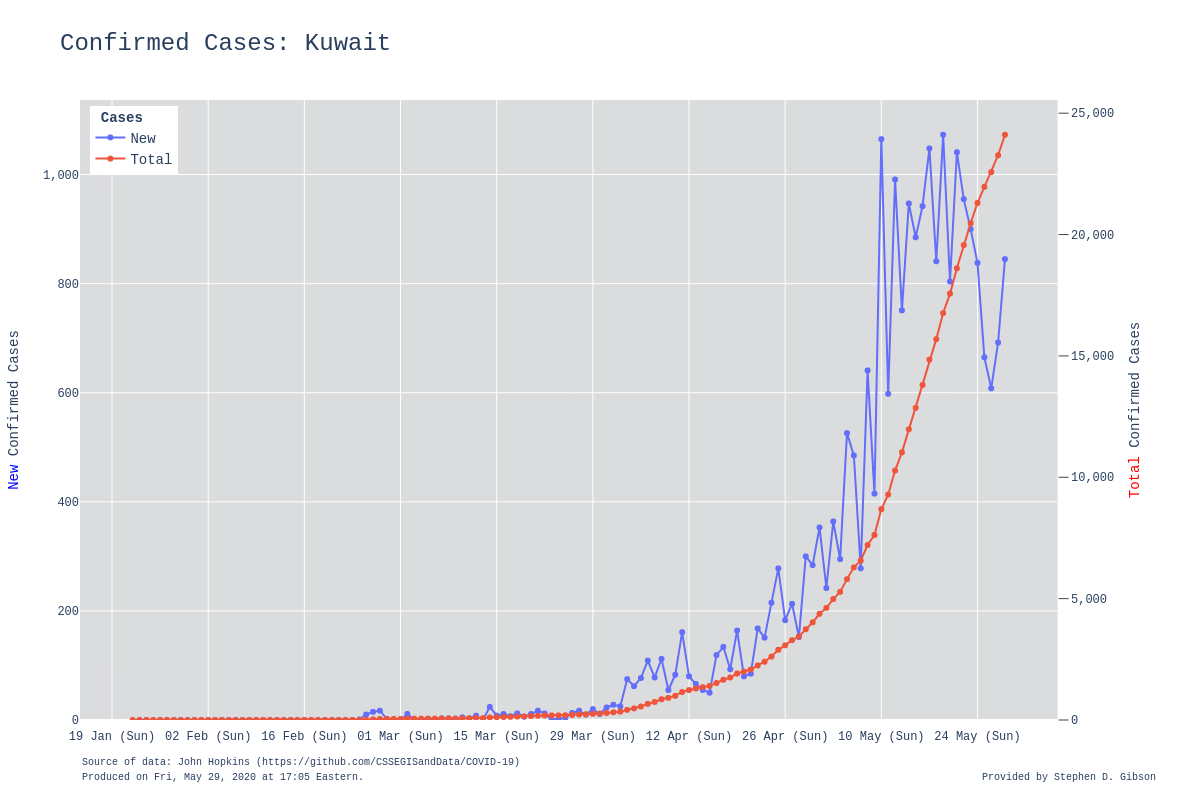 Confirmed Cases: Kuwait
Cases
New
Total
1,000
800
600
400
200
0
New Confirmed Cases
25,000
20,000
15,000
10,000
5,000
0
Total Confirmed Cases
19 Jan (Sun) 02 Feb (Sun) 16 Feb (Sun) 01 Mar (Sun) 15 Mar (Sun) 29 Mar (Sun) 12 Apr (Sun) 26 Apr (Sun) 10 May (Sun) 24 May (Sun)
Source of data: John Hopkins (https://github.com/CSSEGISandData/COVID-19)
Produced on Fri, May 29, 2020 at 17:05 Eastern.
Provided by Stephen D. Gibson